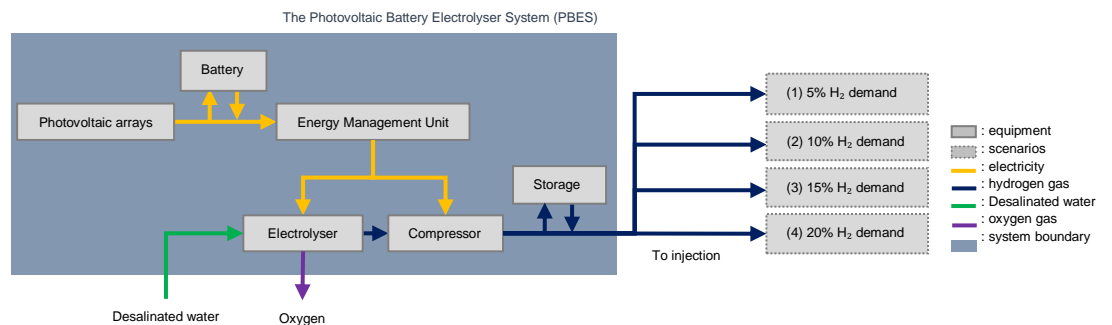 The Photovoltaic Battery Electrolyser System (PBES)
Battery
Photovoltaic arrays
Energy Management Unit
Storage
Electrolyser
Compressor
Desalinated water
Oxygen
To injection
(1) 5% H₂ demand
(2) 10% H₂ demand
(3) 15% H₂ demand
(4) 20% H₂ demand
: equipment
: scenarios
: electricity
: hydrogen gas
: Desalinated water
: oxygen gas
: system boundary